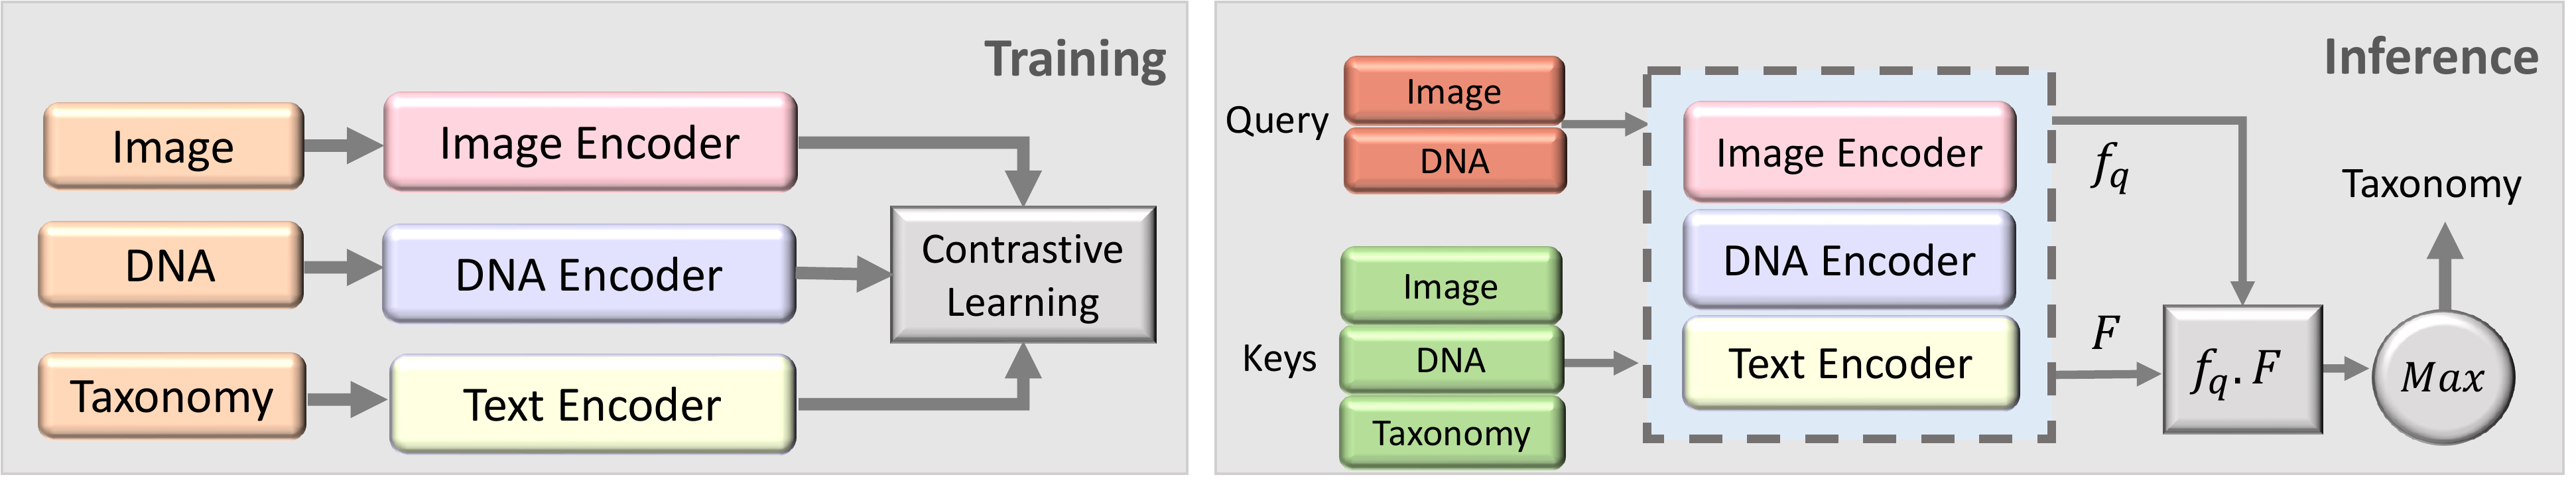 Training
Image
Image Encoder
DNA
DNA Encoder
Taxonomy
Text Encoder
Contrastive
Learning
Inference
Query
Image
DNA
Keys
Image
DNA
Taxonomy
Image Encoder
DNA Encoder
Text Encoder
f_q
F
f_q . F
Max
Taxonomy